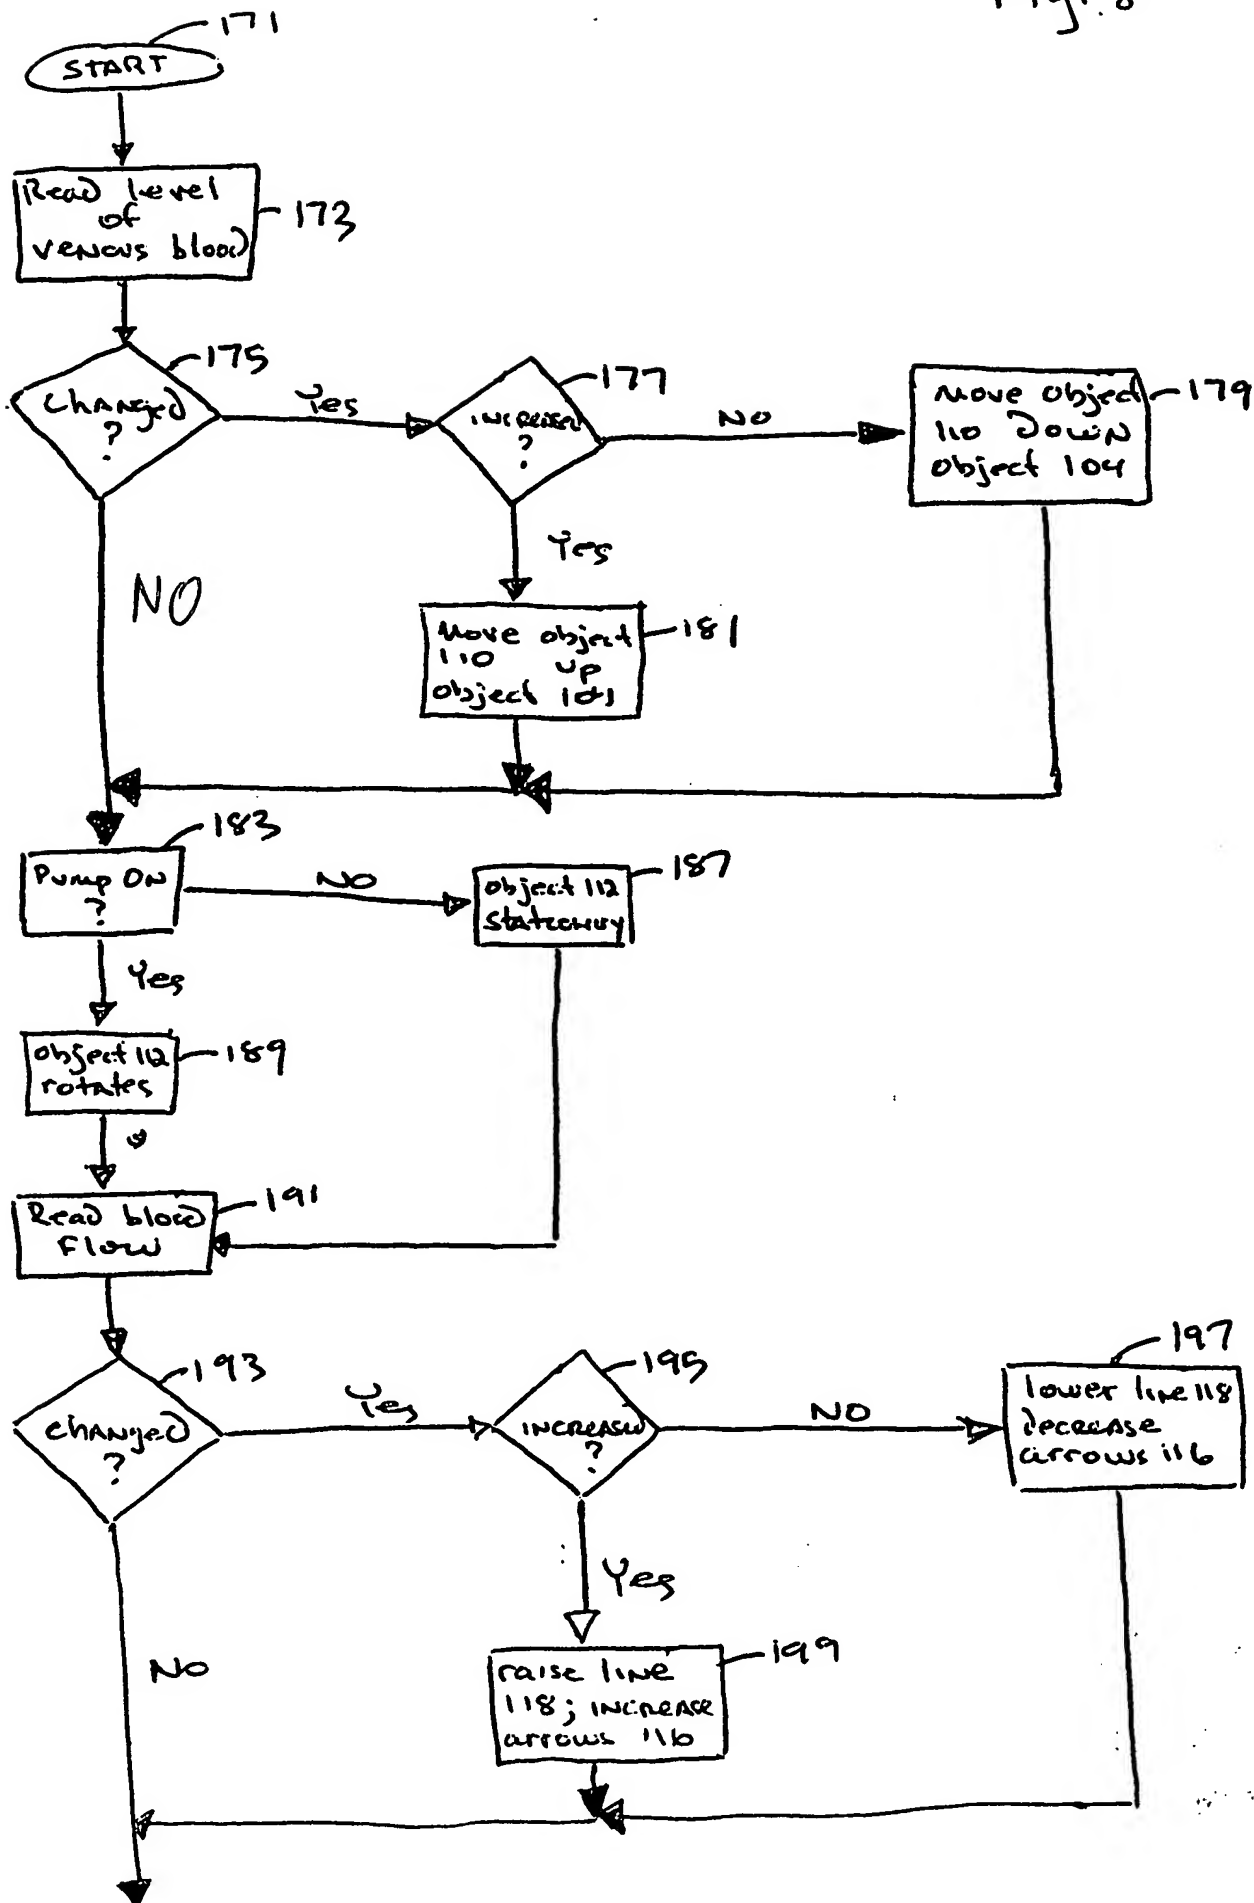 171
START
Read level
of
venous blood
173
175
Changed
?
Yes
177
INCREASED
?
NO
Move object
110 DOWN
object 104
179
NO
Yes
Move object
110 up
object 104
181
183
Pump ON
?
NO
187
object 112
stationary
Yes
object 112
rotates
189
191
Read blood
Flow
193
changed
?
Yes
195
INCREASED
?
NO
197
lower line 118
Decrease
arrows 116
Yes
NO
raise line
118; INCREASE
arrows 116
199